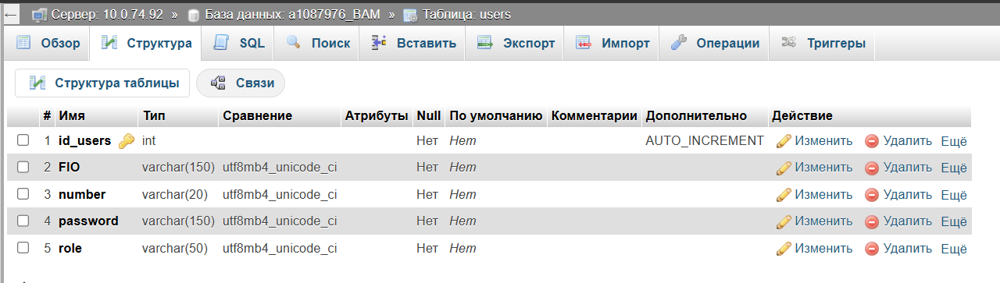 ← Сервер: 10.0.74.92 » База данных: a1087976_BAM » Таблица: users
Обзор Структура SQL Поиск Вставить Экспорт Импорт Операции Триггеры
Структура таблицы Связи
# Имя Тип Сравнение Атрибуты Null По умолчанию Комментарии Дополнительно Действие
1 id_users int Нет Нет AUTO_INCREMENT Изменить Удалить Ещё
2 FIO varchar(150) utf8mb4_unicode_ci Нет Нет Изменить Удалить Ещё
3 number varchar(20) utf8mb4_unicode_ci Нет Нет Изменить Удалить Ещё
4 password varchar(150) utf8mb4_unicode_ci Нет Нет Изменить Удалить Ещё
5 role varchar(50) utf8mb4_unicode_ci Нет Нет Изменить Удалить Ещё